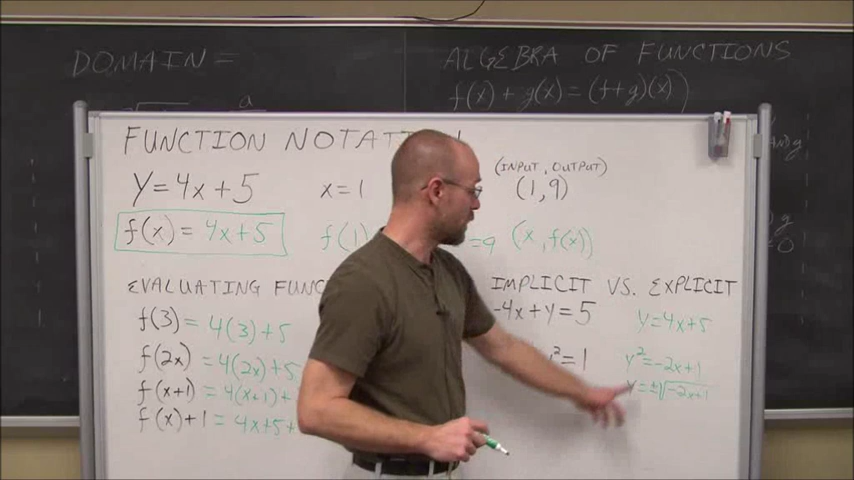 DOMAIN =
ALGEBRA OF FUNCTIONS
f(x) + g(x) = (f+g)(x)
FUNCTION NOTAT
(INPUT, OUTPUT)
Y=4x+5
x=1
(1,9)
f(x) = 4x+5
f(1)
=9
(x, f(x))
EVALUATING FUNC
IMPLICIT VS. EXPLICIT
f(3) = 4(3)+5
-4x+y=5
y=4x+5
f(2x) = 4(2x)+5
y²=1
y²=-2x+1
f(x+1) = 4(x+1)+
y=±√-2x+1
f(x)+1 = 4x+5+